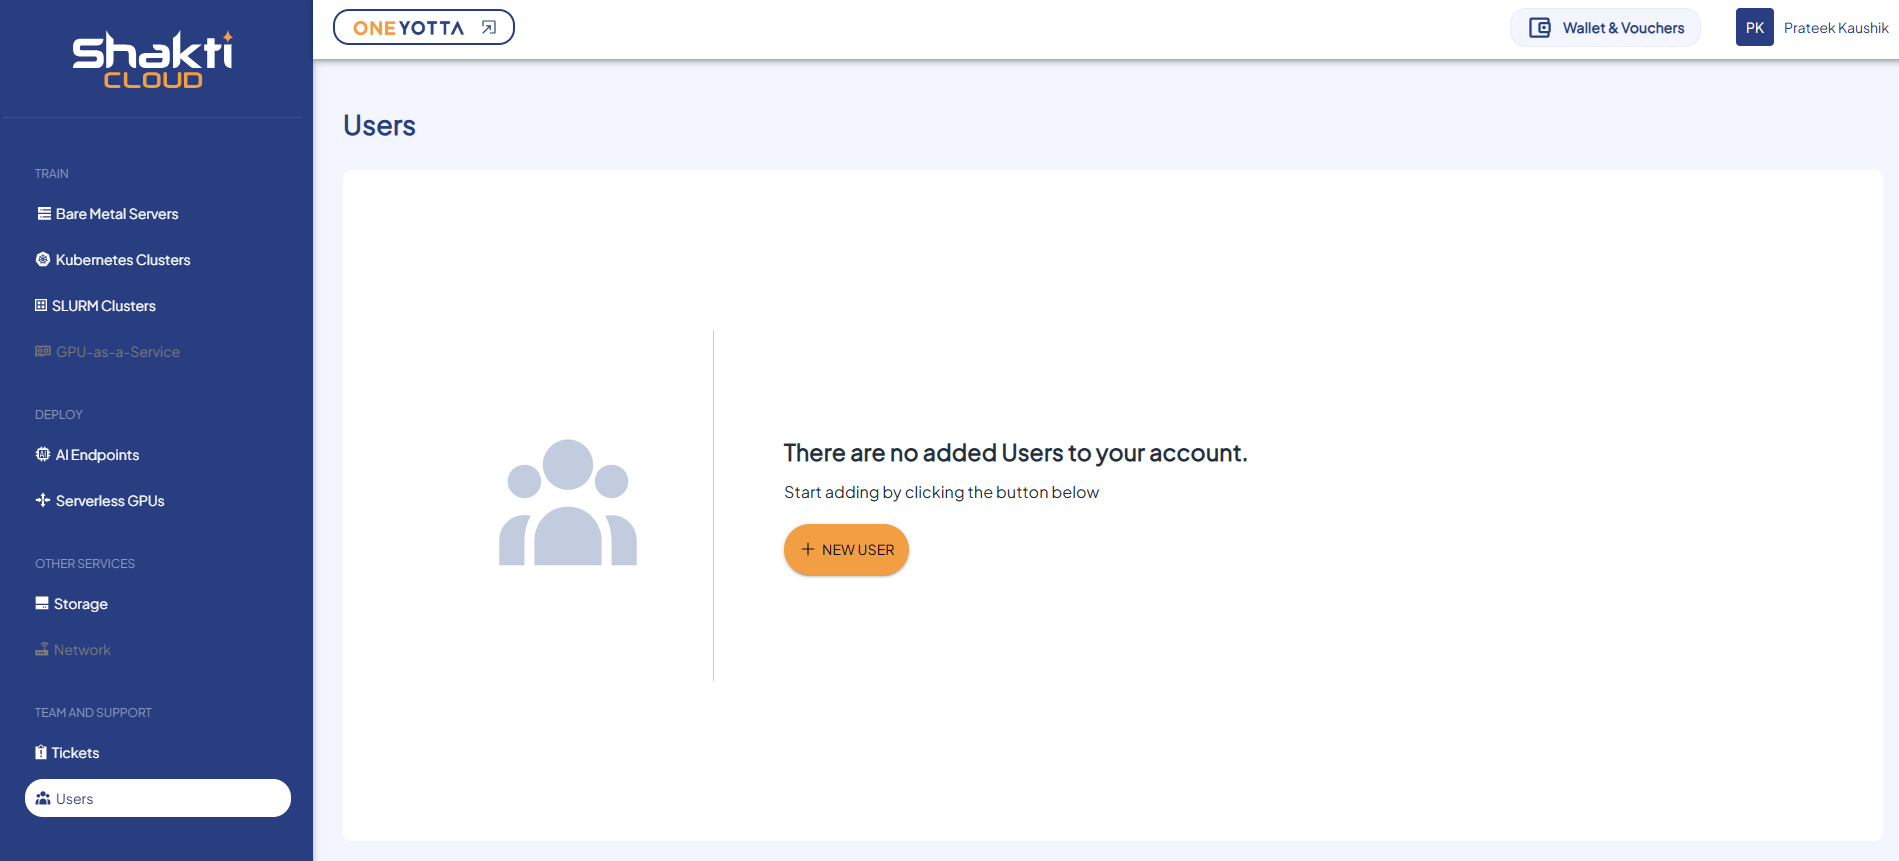 Shakti
CLOUD
ONEYOTTA
Wallet & Vouchers
PK
Prateek Kaushik
Users
TRAIN
Bare Metal Servers
Kubernetes Clusters
SLURM Clusters
GPU-as-a-Service
DEPLOY
AI Endpoints
Serverless GPUs
OTHER SERVICES
Storage
Network
TEAM AND SUPPORT
Tickets
Users
There are no added Users to your account.
Start adding by clicking the button below
+ NEW USER